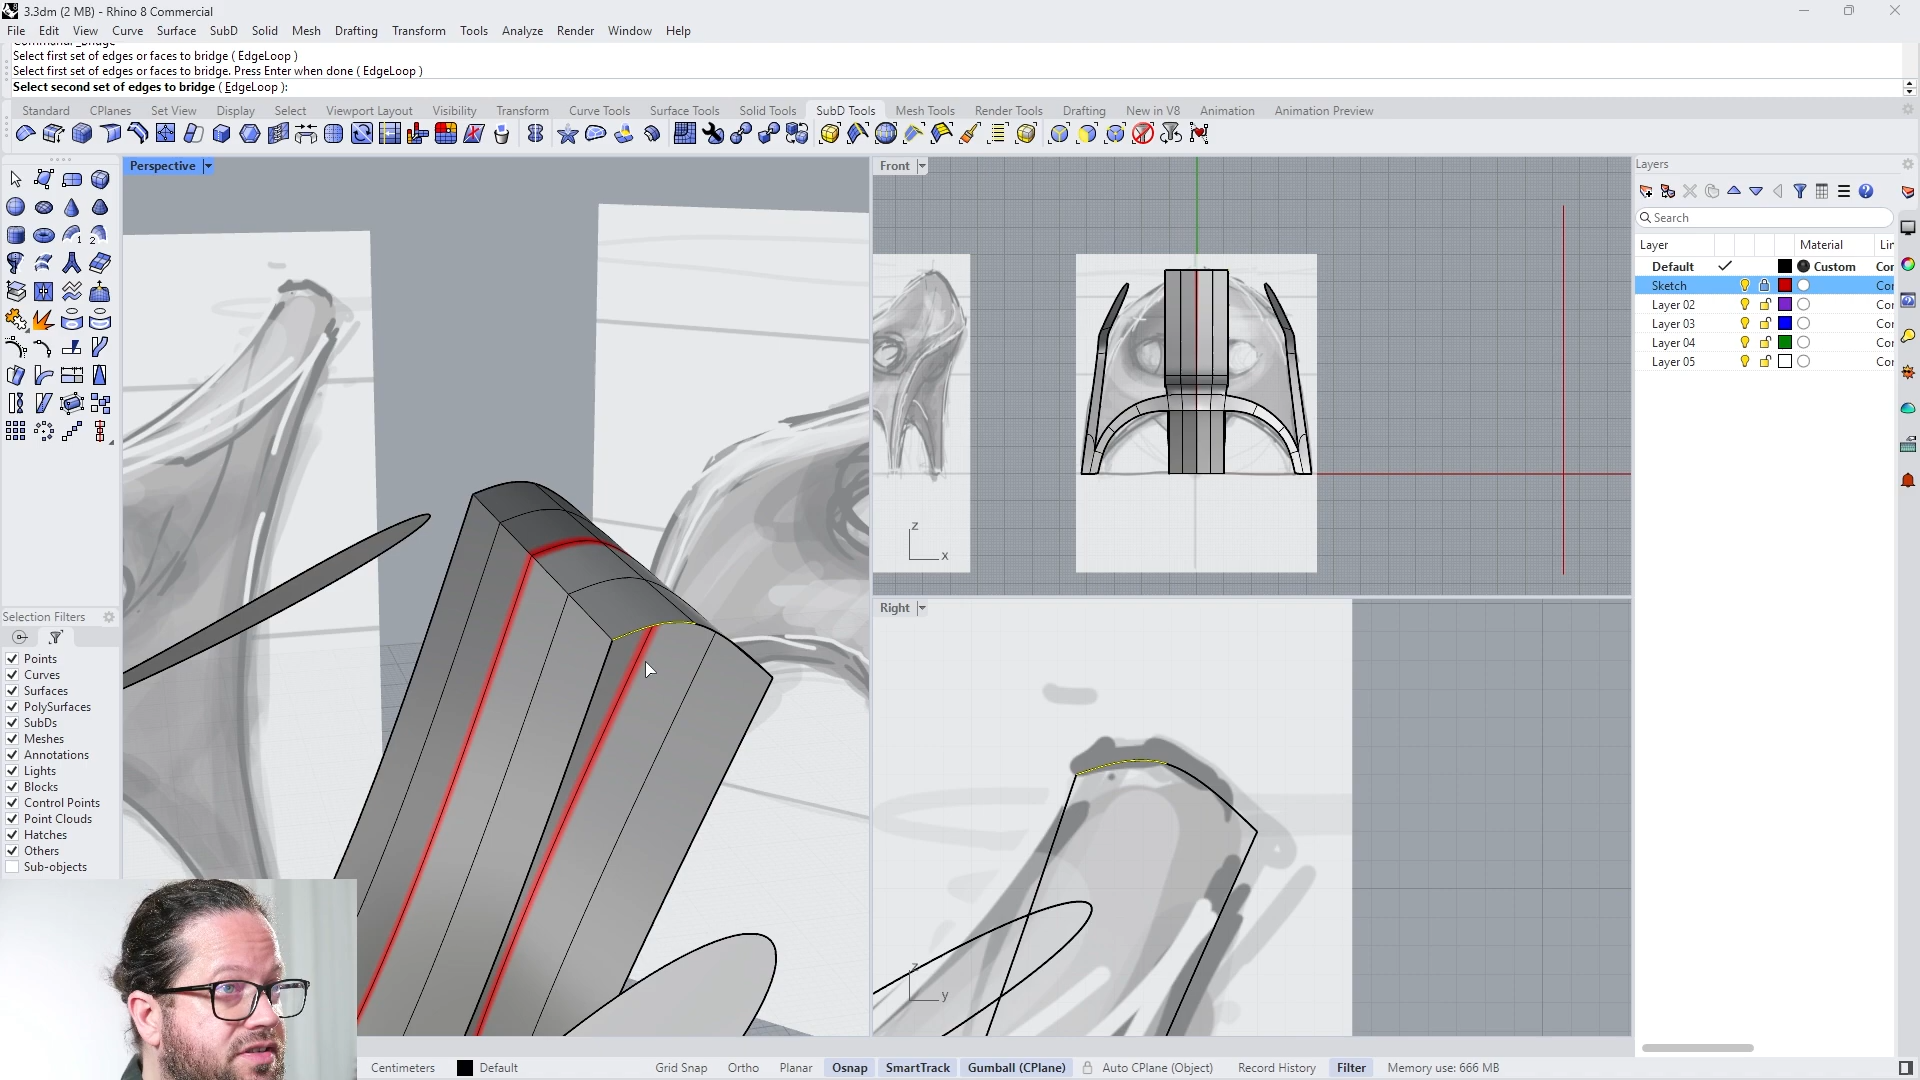 3.3dm (2 MB) - Rhino 8 Commercial
File Edit View Curve Surface SubD Solid Mesh Drafting Transform Tools Analyze Render Window Help
Select first set of edges or faces to bridge ( EdgeLoop )
Select first set of edges or faces to bridge. Press Enter when done ( EdgeLoop )
Select second set of edges to bridge ( EdgeLoop ):
Standard CPlanes Set View Display Select Viewport Layout Visibility Transform Curve Tools Surface Tools Solid Tools SubD Tools Mesh Tools Render Tools Drafting New in V8 Animation Animation Preview
Perspective
Front
Layers
Search
Layer Material
Default Custom
Sketch
Layer 02
Layer 03
Layer 04
Layer 05
z
x
Right
z
y
Selection Filters
Points
Curves
Surfaces
PolySurfaces
SubDs
Meshes
Annotations
Lights
Blocks
Control Points
Point Clouds
Hatches
Others
Sub-objects
Centimeters Default Grid Snap Ortho Planar Osnap SmartTrack Gumball (CPlane) Auto CPlane (Object) Record History Filter Memory use: 666 MB